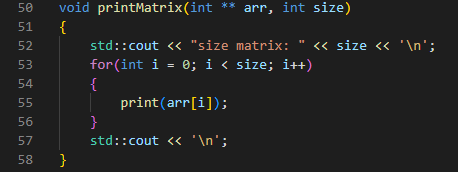 50 void printMatrix(int ** arr, int size)
51 {
52     std::cout << "size matrix: " << size << '\n';
53     for(int i = 0; i < size; i++)
54     {
55         print(arr[i]);
56     }
57     std::cout << '\n';
58 }